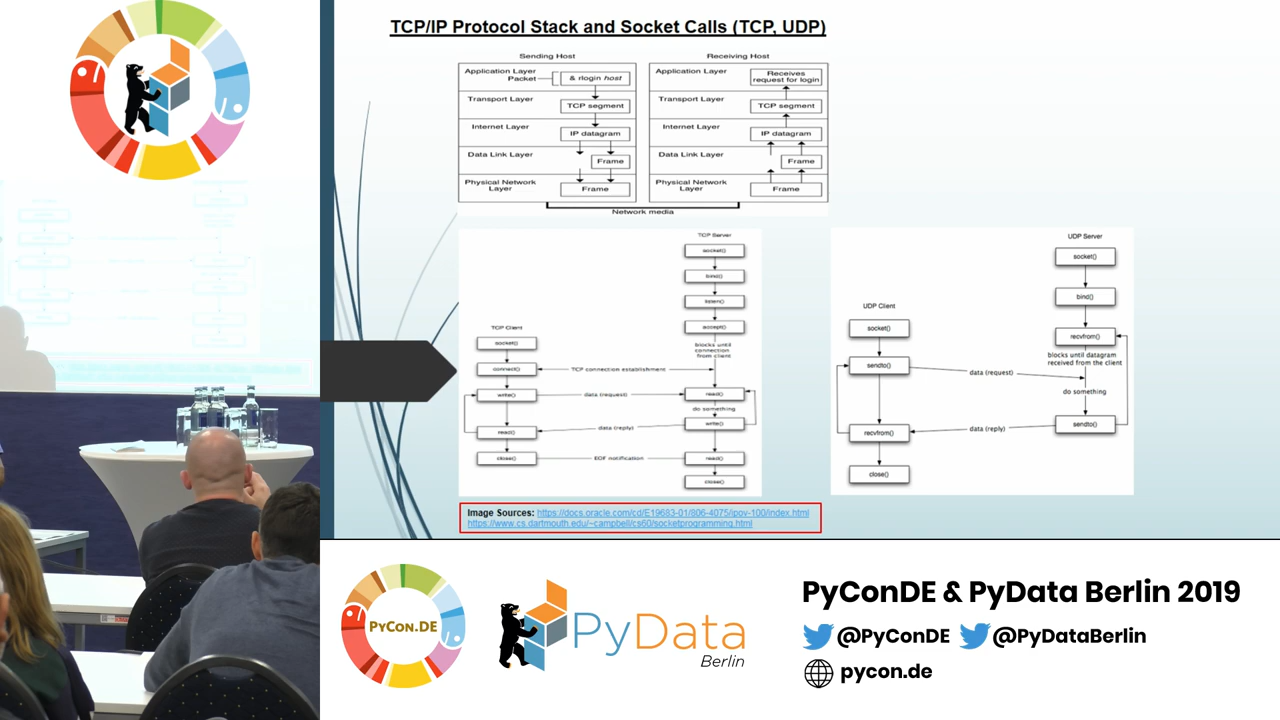 TCP/IP Protocol Stack and Socket Calls (TCP, UDP)
Sending Host
Application Layer
Packet
& rlogin host
Transport Layer
TCP segment
Internet Layer
IP datagram
Data Link Layer
Frame
Physical Network
Layer
Frame
Receiving Host
Application Layer
Receives
request for login
Transport Layer
TCP segment
Internet Layer
IP datagram
Data Link Layer
Frame
Physical Network
Layer
Frame
Network media
TCP Client
socket()
connect()
write()
read()
close()
TCP connection establishment
data (request)
data (reply)
EOF notification
TCP Server
socket()
bind()
listen()
accept()
blocks until
connection
from client
read()
do something
write()
read()
close()
UDP Client
socket()
sendto()
recvfrom()
close()
data (request)
data (reply)
UDP Server
socket()
bind()
recvfrom()
blocks until datagram
received from the client
do something
sendto()
Image Sources: https://docs.oracle.com/cd/E19683-01/806-4075/ipov-100/index.html
https://www.cs.dartmouth.edu/~campbell/cs60/socketprogramming.html
PyCon.DE
PyData
Berlin
PyConDE & PyData Berlin 2019
@PyConDE @PyDataBerlin
pycon.de